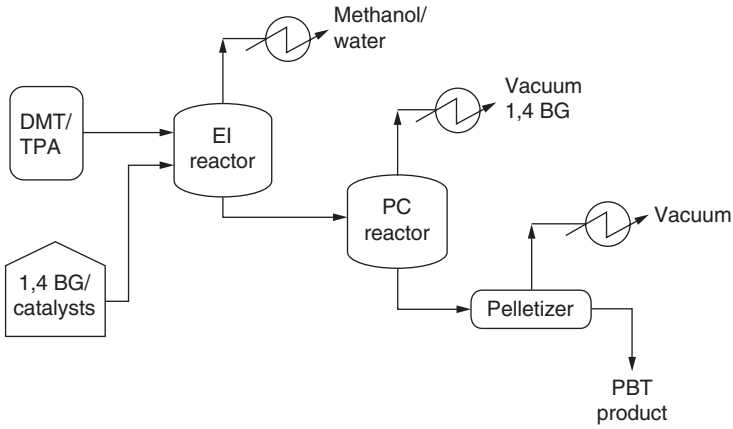 Methanol/
water
DMT/
TPA
EI
reactor
Vacuum
1,4 BG
PC
reactor
Vacuum
1,4 BG/
catalysts
Pelletizer
PBT
product